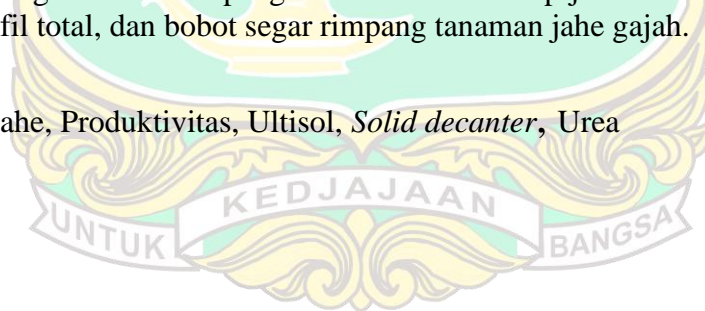 fil total, dan bobot segar rimpang tanaman jahe gajah.
ahe, Produktivitas, Ultisol, Solid decanter, Urea
UNTUK KEDJAJAAN BANGSA